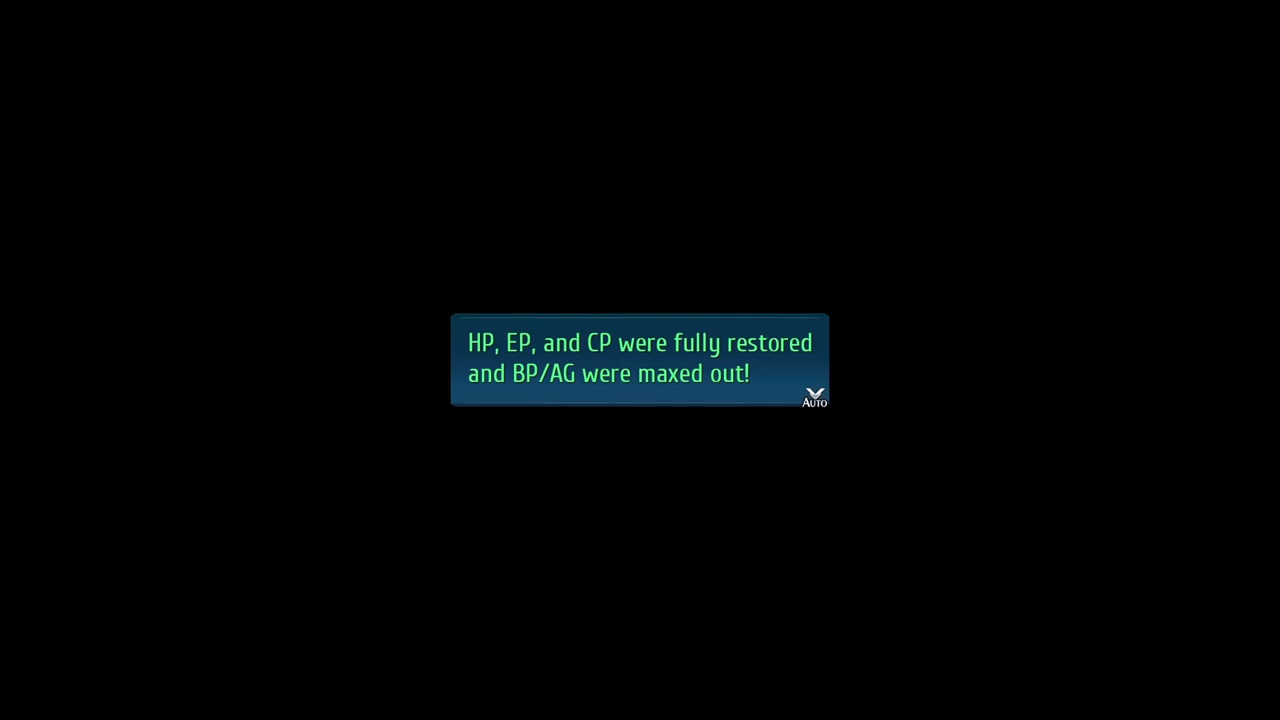 HP, EP, and CP were fully restored
and BP/AG were maxed out!
AUTO